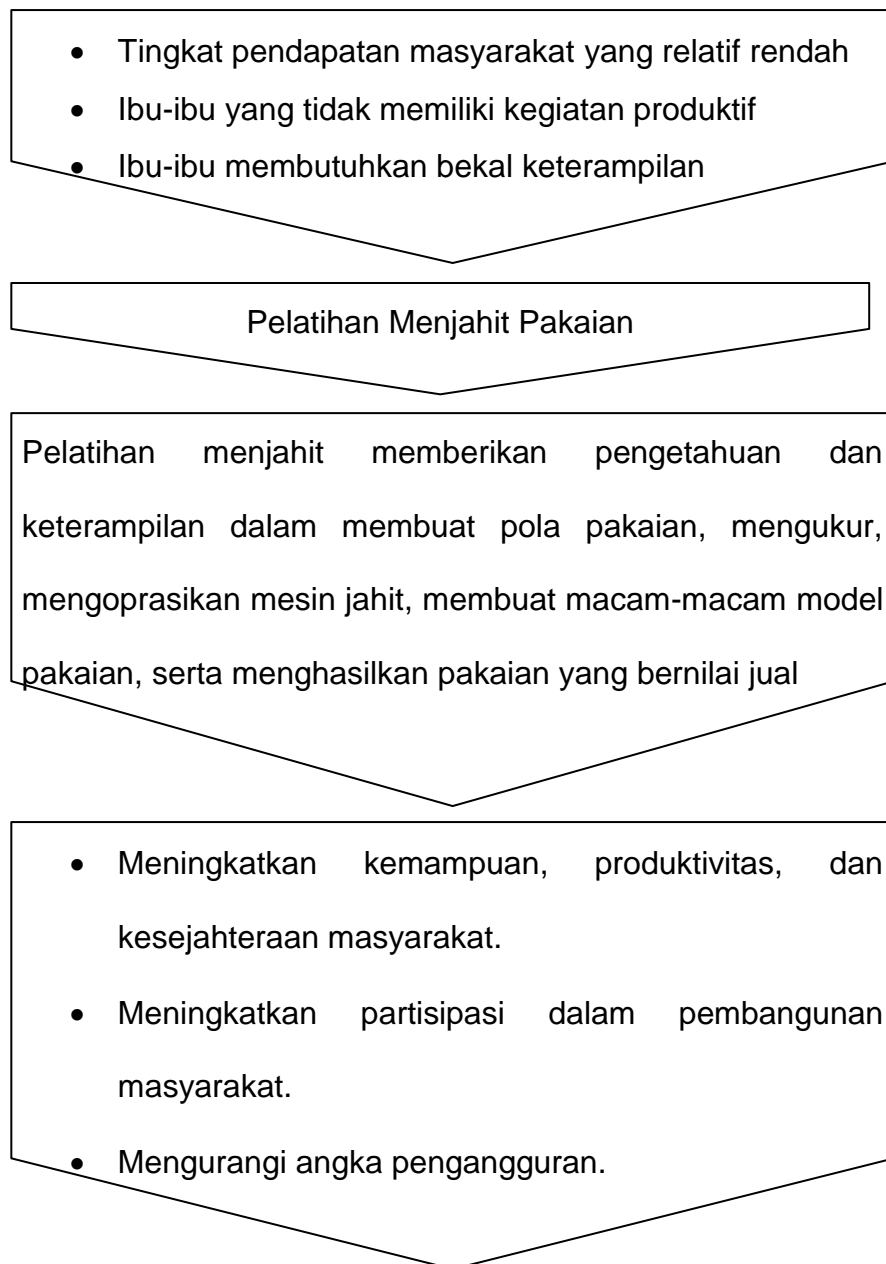 • Tingkat pendapatan masyarakat yang relatif rendah
• Ibu-ibu yang tidak memiliki kegiatan produktif
• Ibu-ibu membutuhkan bekal keterampilan
Pelatihan Menjahit Pakaian
Pelatihan menjahit memberikan pengetahuan dan
keterampilan dalam membuat pola pakaian, mengukur,
mengoprasikan mesin jahit, membuat macam-macam model
pakaian, serta menghasilkan pakaian yang bernilai jual
• Meningkatkan kemampuan, produktivitas, dan
kesejahteraan masyarakat.
• Meningkatkan partisipasi dalam pembangunan
masyarakat.
• Mengurangi angka pengangguran.